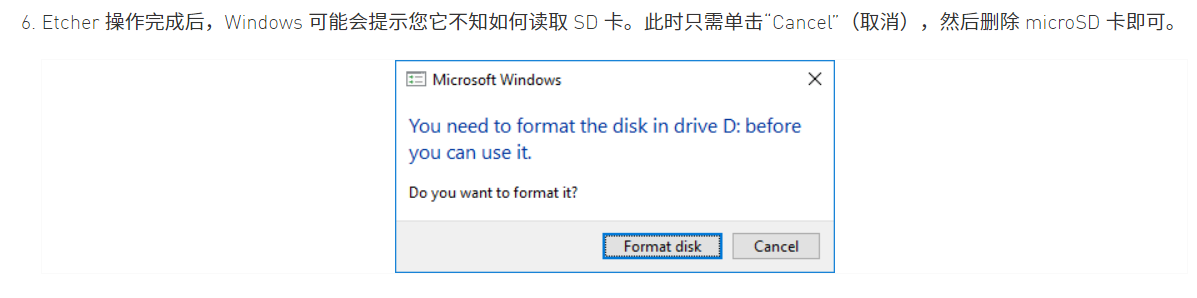 6. Etcher 操作完成后，Windows 可能会提示您它不知如何读取 SD 卡。此时只需单击“Cancel”（取消），然后删除 microSD 卡即可。
Microsoft Windows
You need to format the disk in drive D: before
you can use it.
Do you want to format it?
Format disk
Cancel